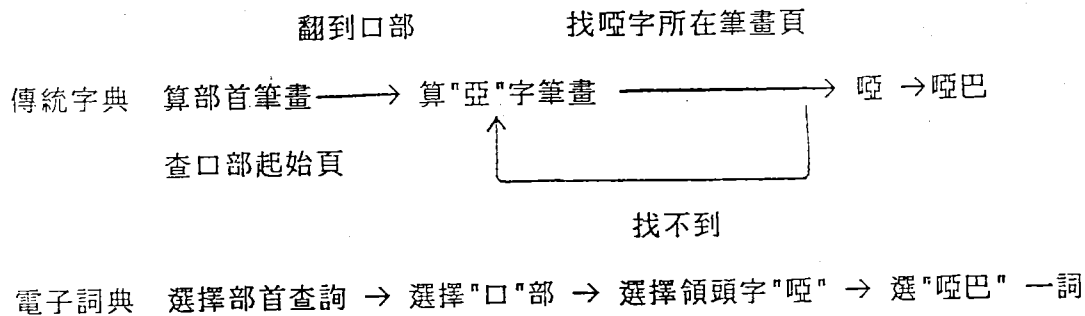 翻到口部 找啞字所在筆畫頁
傳統字典 算部首筆畫 → 算"亞"字筆畫 → 啞 → 啞巴
查口部起始頁
找不到
電子詞典 選擇部首查詢 → 選擇"口"部 → 選擇領頭字"啞" → 選"啞巴" 一詞